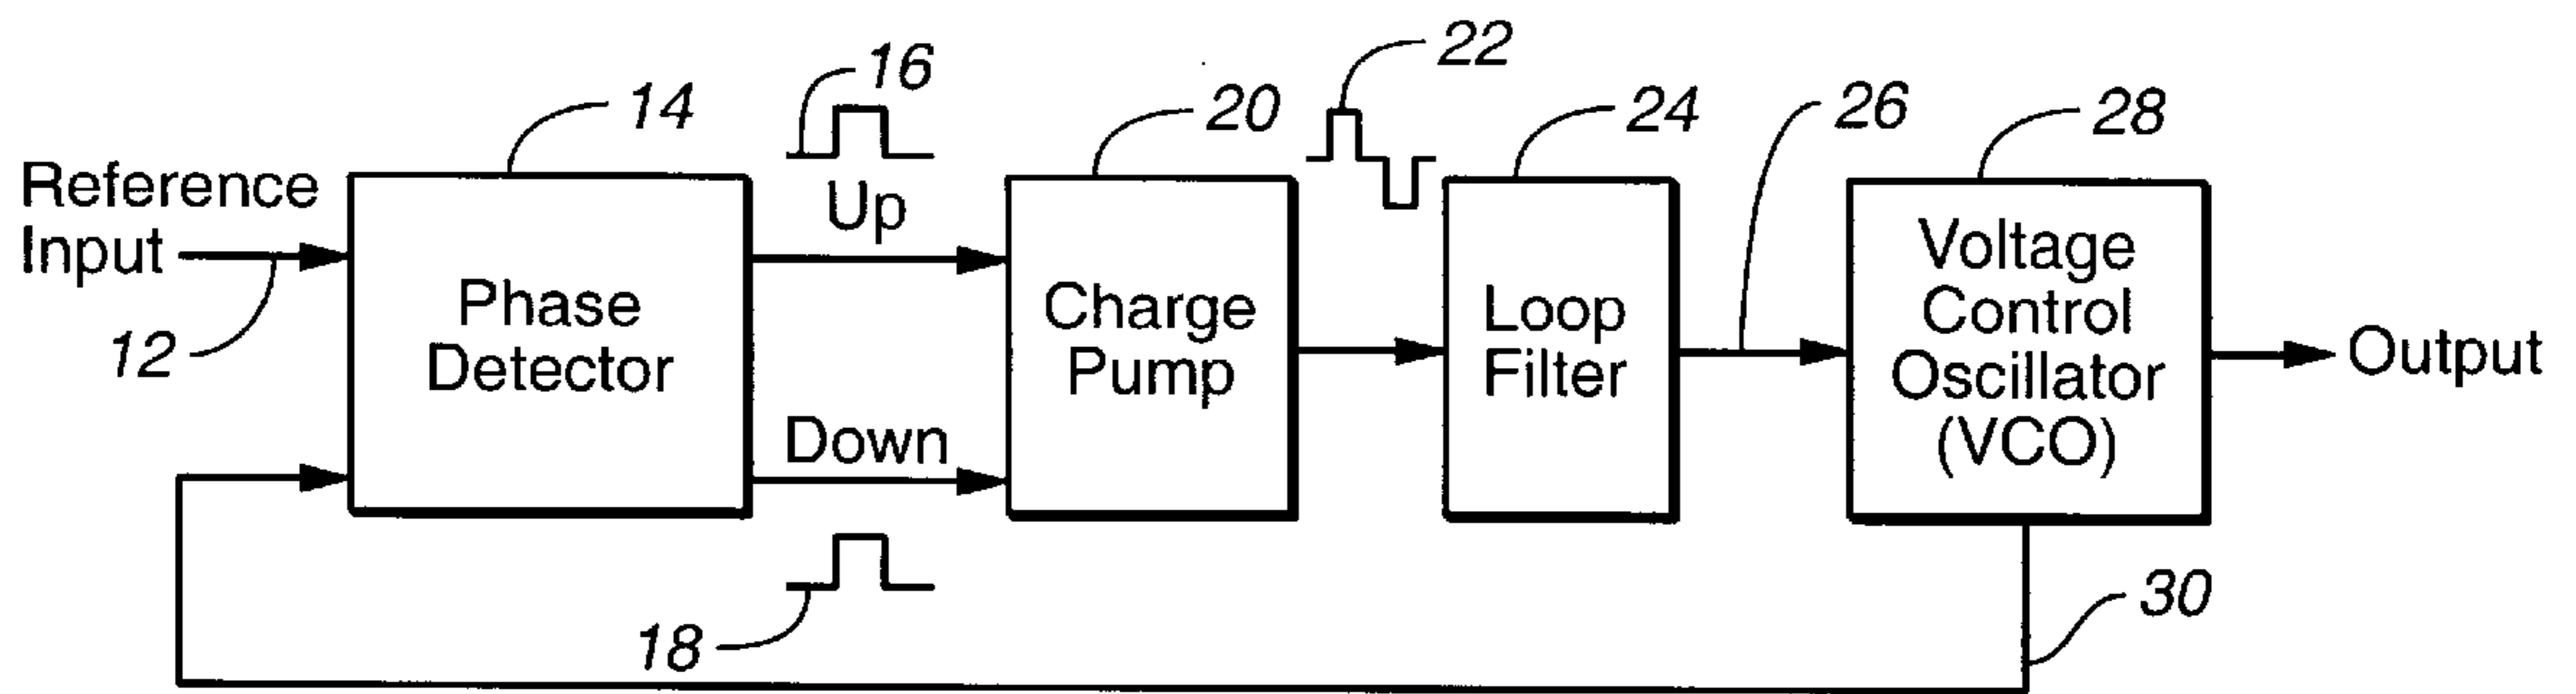 22
16
14
20
24
26
28
Reference
Input
Up
Voltage
Control
Oscillator
(VCO)
Phase
Detector
Charge
Pump
Loop
Filter
Output
12
Down
18
30